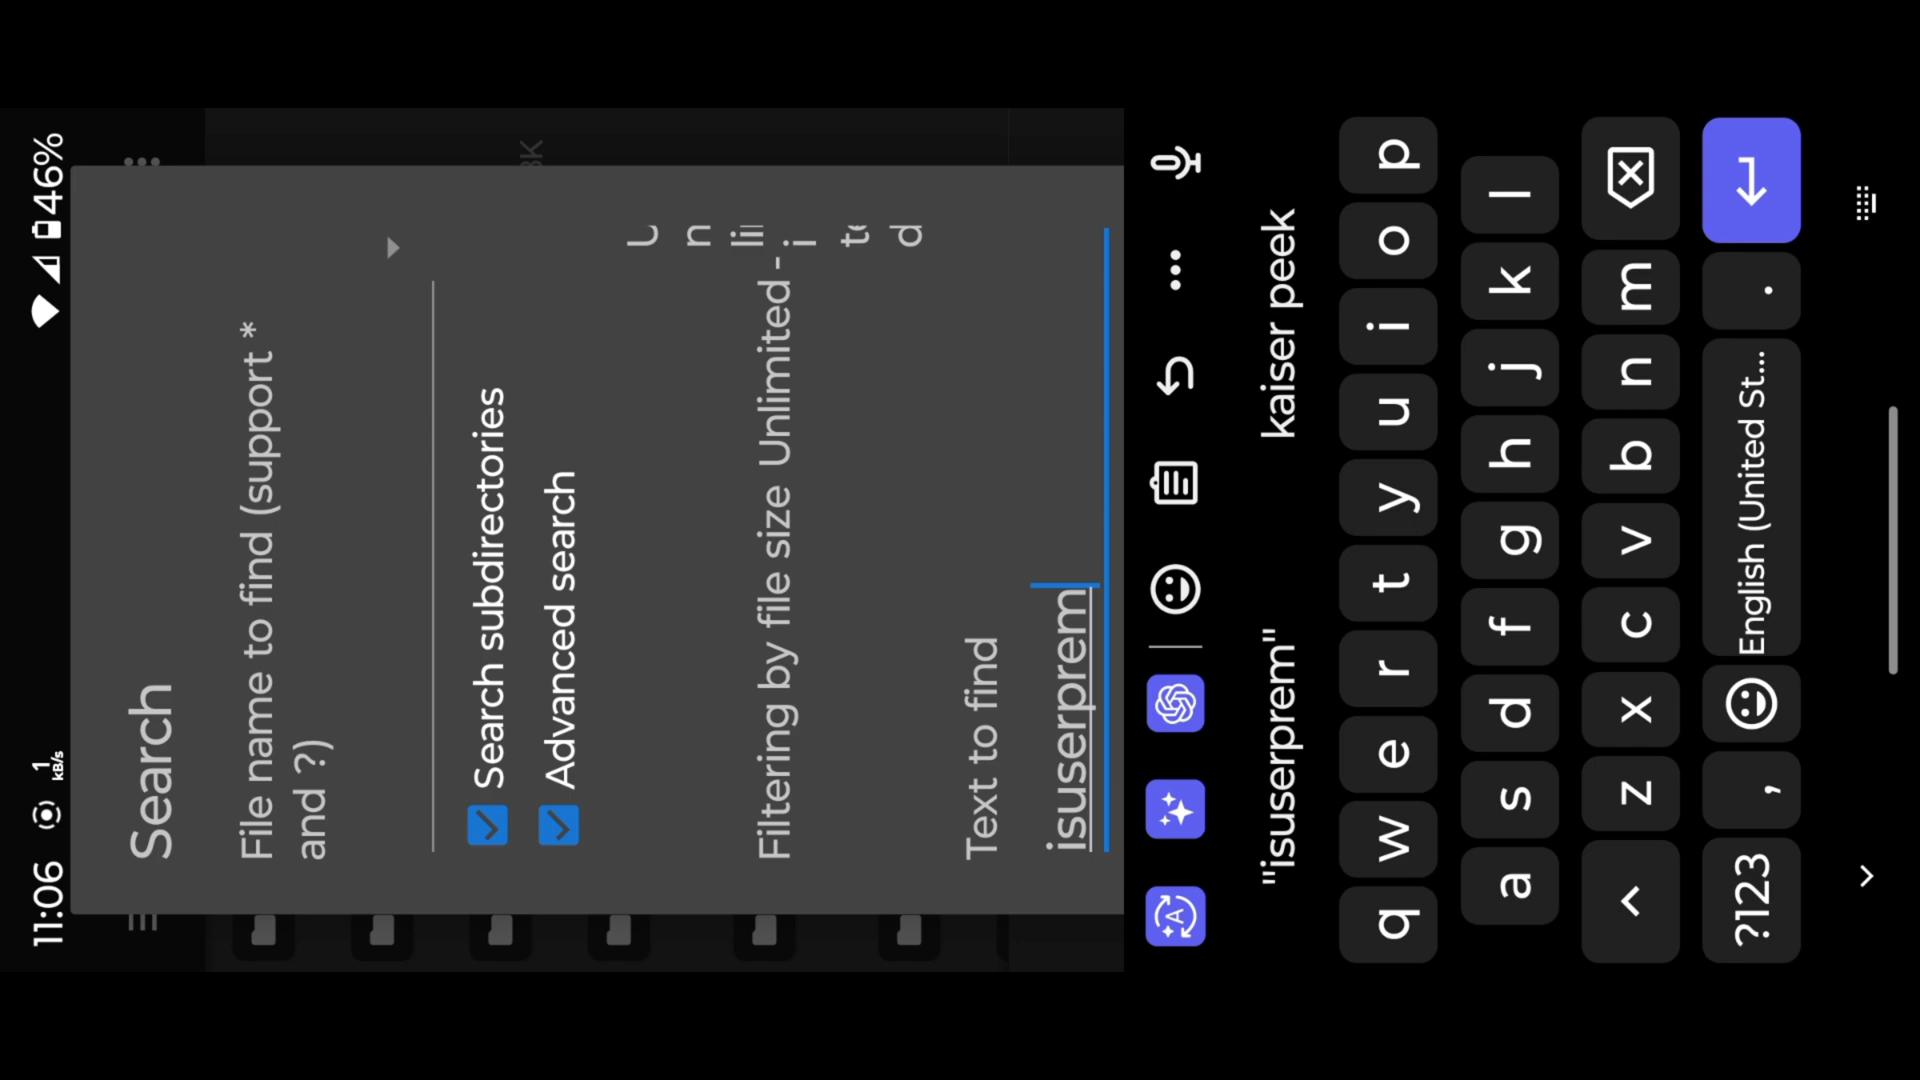 11:06 1 kB/s 46%
Search
File name to find (support *
and ?)
Search subdirectories
Advanced search
Filtering by file size Unlimited -
Text to find
isuserprem
"isuserprem" kaiser peek
q w e r t y u i o p
a s d f g h j k l
z x c v b n m
?123 , English (United St... .